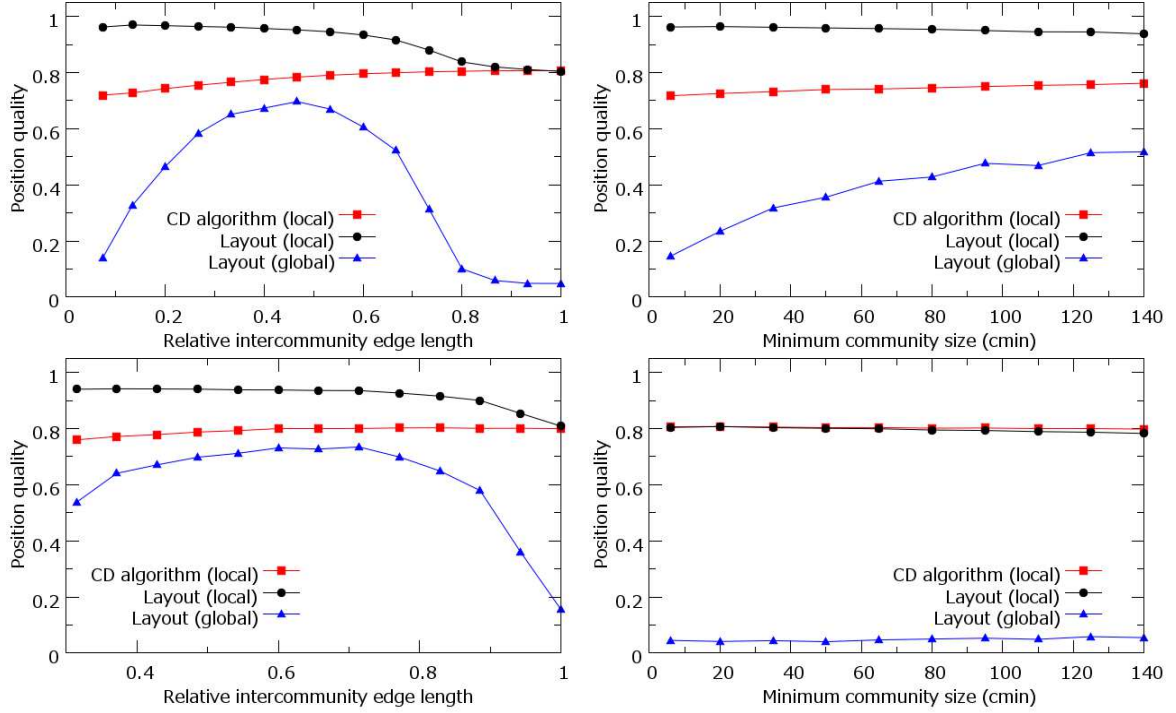 1
0.8
0.6
0.4
0.2
0
Position quality
CD algorithm (local)
Layout (local)
Layout (global)
0 0.2 0.4 0.6 0.8 1
Relative intercommunity edge length
1
0.8
0.6
0.4
0.2
0
Position quality
CD algorithm (local)
Layout (local)
Layout (global)
0 20 40 60 80 100 120 140
Minimum community size (cmin)
1
0.8
0.6
0.4
0.2
0
Position quality
CD algorithm (local)
Layout (local)
Layout (global)
0.4 0.6 0.8 1
Relative intercommunity edge length
1
0.8
0.6
0.4
0.2
0
Position quality
CD algorithm (local)
Layout (local)
Layout (global)
0 20 40 60 80 100 120 140
Minimum community size (cmin)